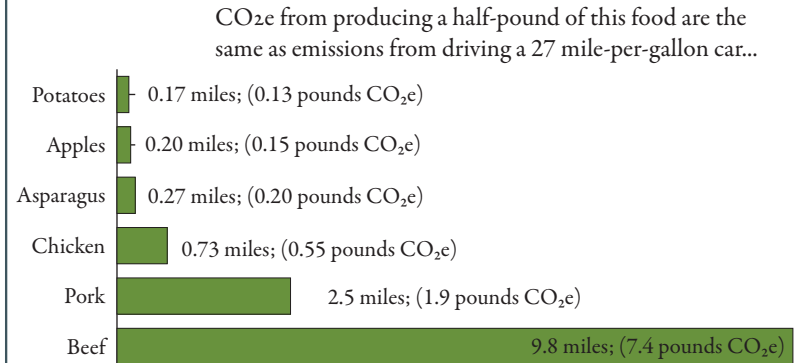 CO₂e from producing a half-pound of this food are the
same as emissions from driving a 27 mile-per-gallon car...
Potatoes 0.17 miles; (0.13 pounds CO₂e)
Apples 0.20 miles; (0.15 pounds CO₂e)
Asparagus 0.27 miles; (0.20 pounds CO₂e)
Chicken 0.73 miles; (0.55 pounds CO₂e)
Pork 2.5 miles; (1.9 pounds CO₂e)
Beef 9.8 miles; (7.4 pounds CO₂e)